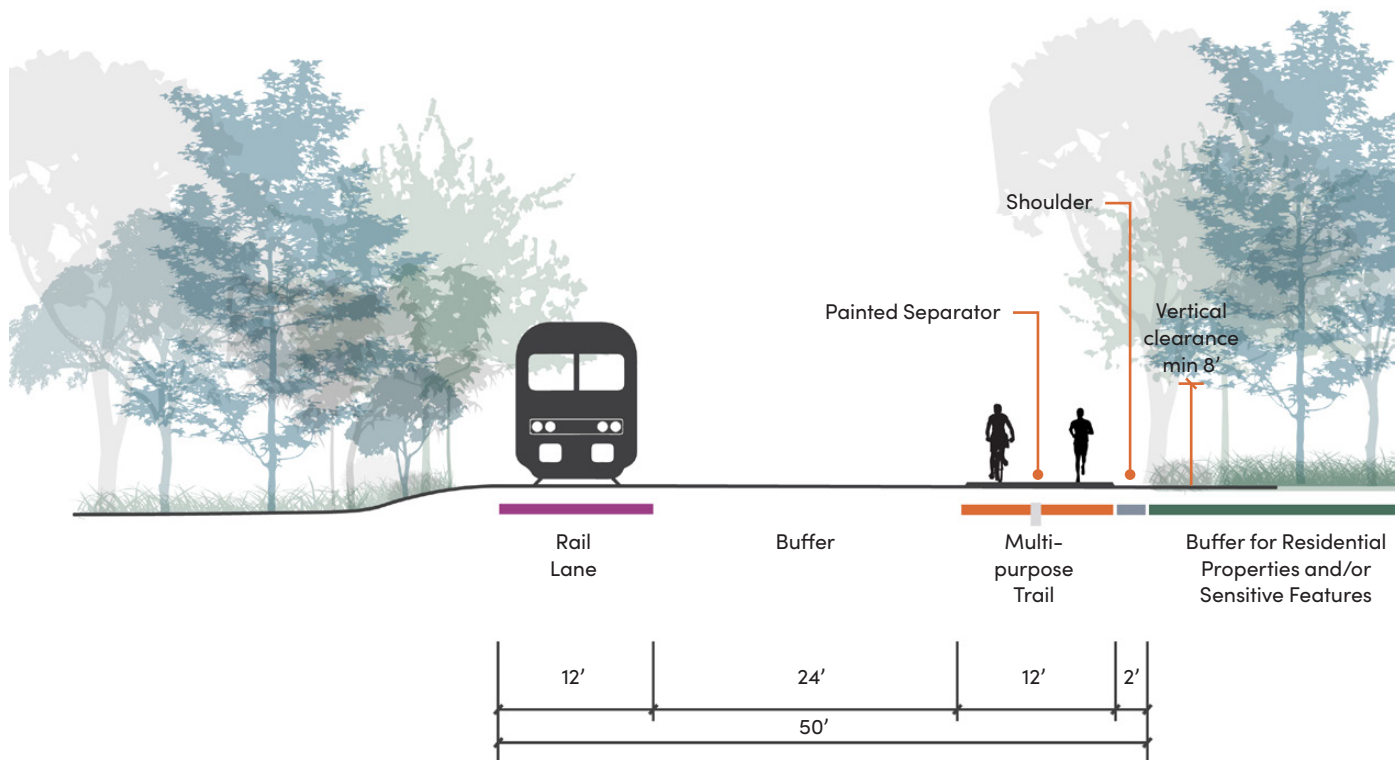 Shoulder
Painted Separator
Vertical
clearance
min 8’
Rail
Lane
Buffer
Multi-
purpose
Trail
Buffer for Residential
Properties and/or
Sensitive Features
12’
24’
12’
2’
50’